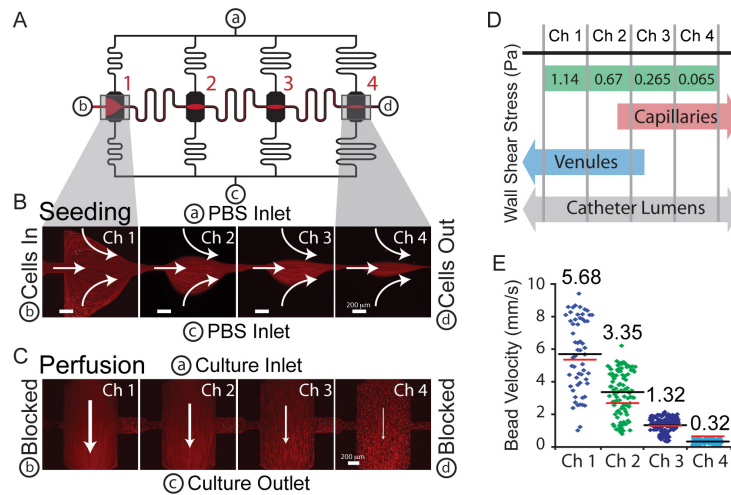 A
a
1
2
3
4
b
d
c
B
Seeding
a PBS Inlet
b Cells In
Ch 1
Ch 2
Ch 3
Ch 4
200 µm
d Cells Out
c PBS Inlet
C
Perfusion
a Culture Inlet
b Blocked
Ch 1
Ch 2
Ch 3
Ch 4
200 µm
d Blocked
c Culture Outlet
D
Ch 1 Ch 2 Ch 3 Ch 4
Wall Shear Stress (Pa)
1.14 0.67 0.265 0.065
Capillaries
Venules
Catheter Lumens
E
Bead Velocity (mm/s)
10
8
6
4
2
0
5.68
3.35
1.32
0.32
Ch 1 Ch 2 Ch 3 Ch 4